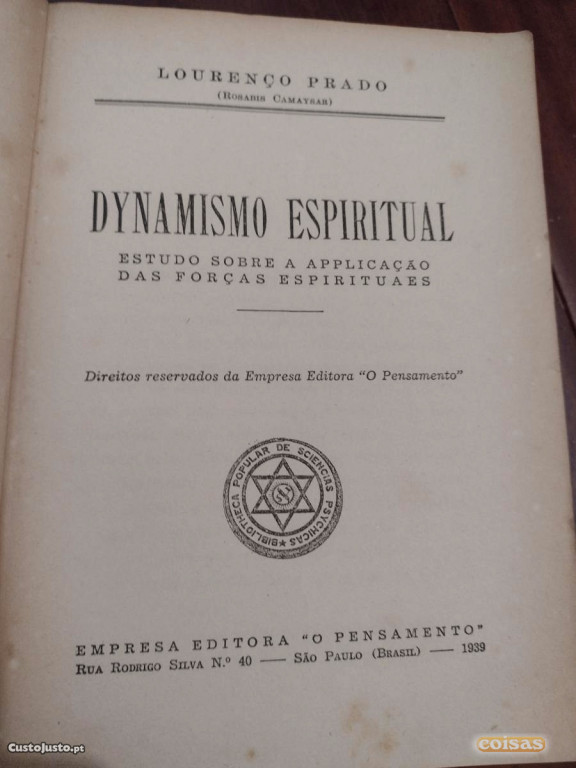 LOURENÇO PRADO
(ROSABIS CAMAYSAR)
DYNAMISMO ESPIRITUAL
ESTUDO SOBRE A APPLICAÇÃO
DAS FORÇAS ESPIRITUAES
Direitos reservados da Empresa Editora "O Pensamento"
BIBLIOTHECA POPULAR DE SCIENCIAS PSYCHICAS
EMPRESA EDITORA "O PENSAMENTO"
RUA RODRIGO SILVA N.º 40 — SÃO PAULO (BRASIL) — 1939
CustoJusto.pt
coisas